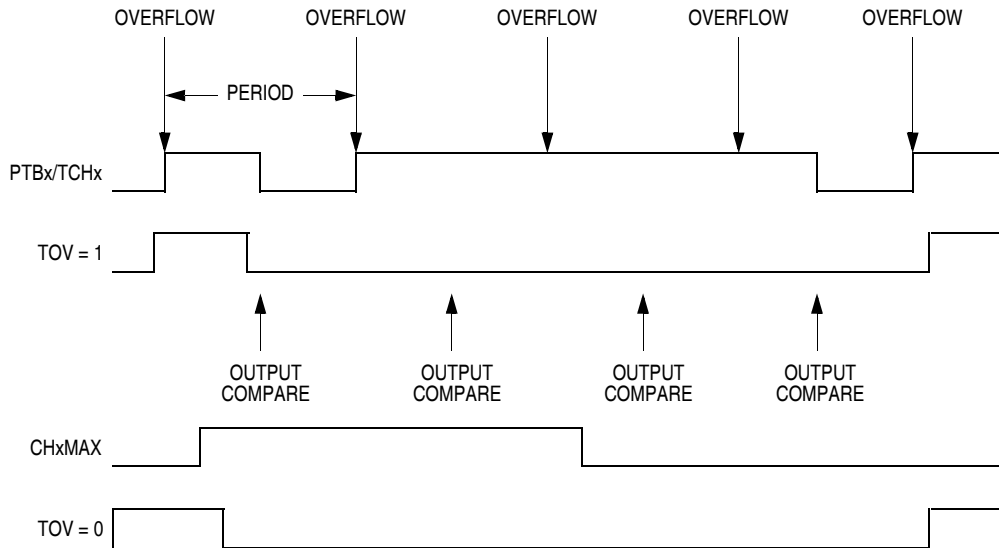 OVERFLOW OVERFLOW OVERFLOW OVERFLOW OVERFLOW
PERIOD
PTBx/TCHx
TOV = 1
OUTPUT COMPARE
OUTPUT COMPARE
OUTPUT COMPARE
OUTPUT COMPARE
CHxMAX
TOV = 0